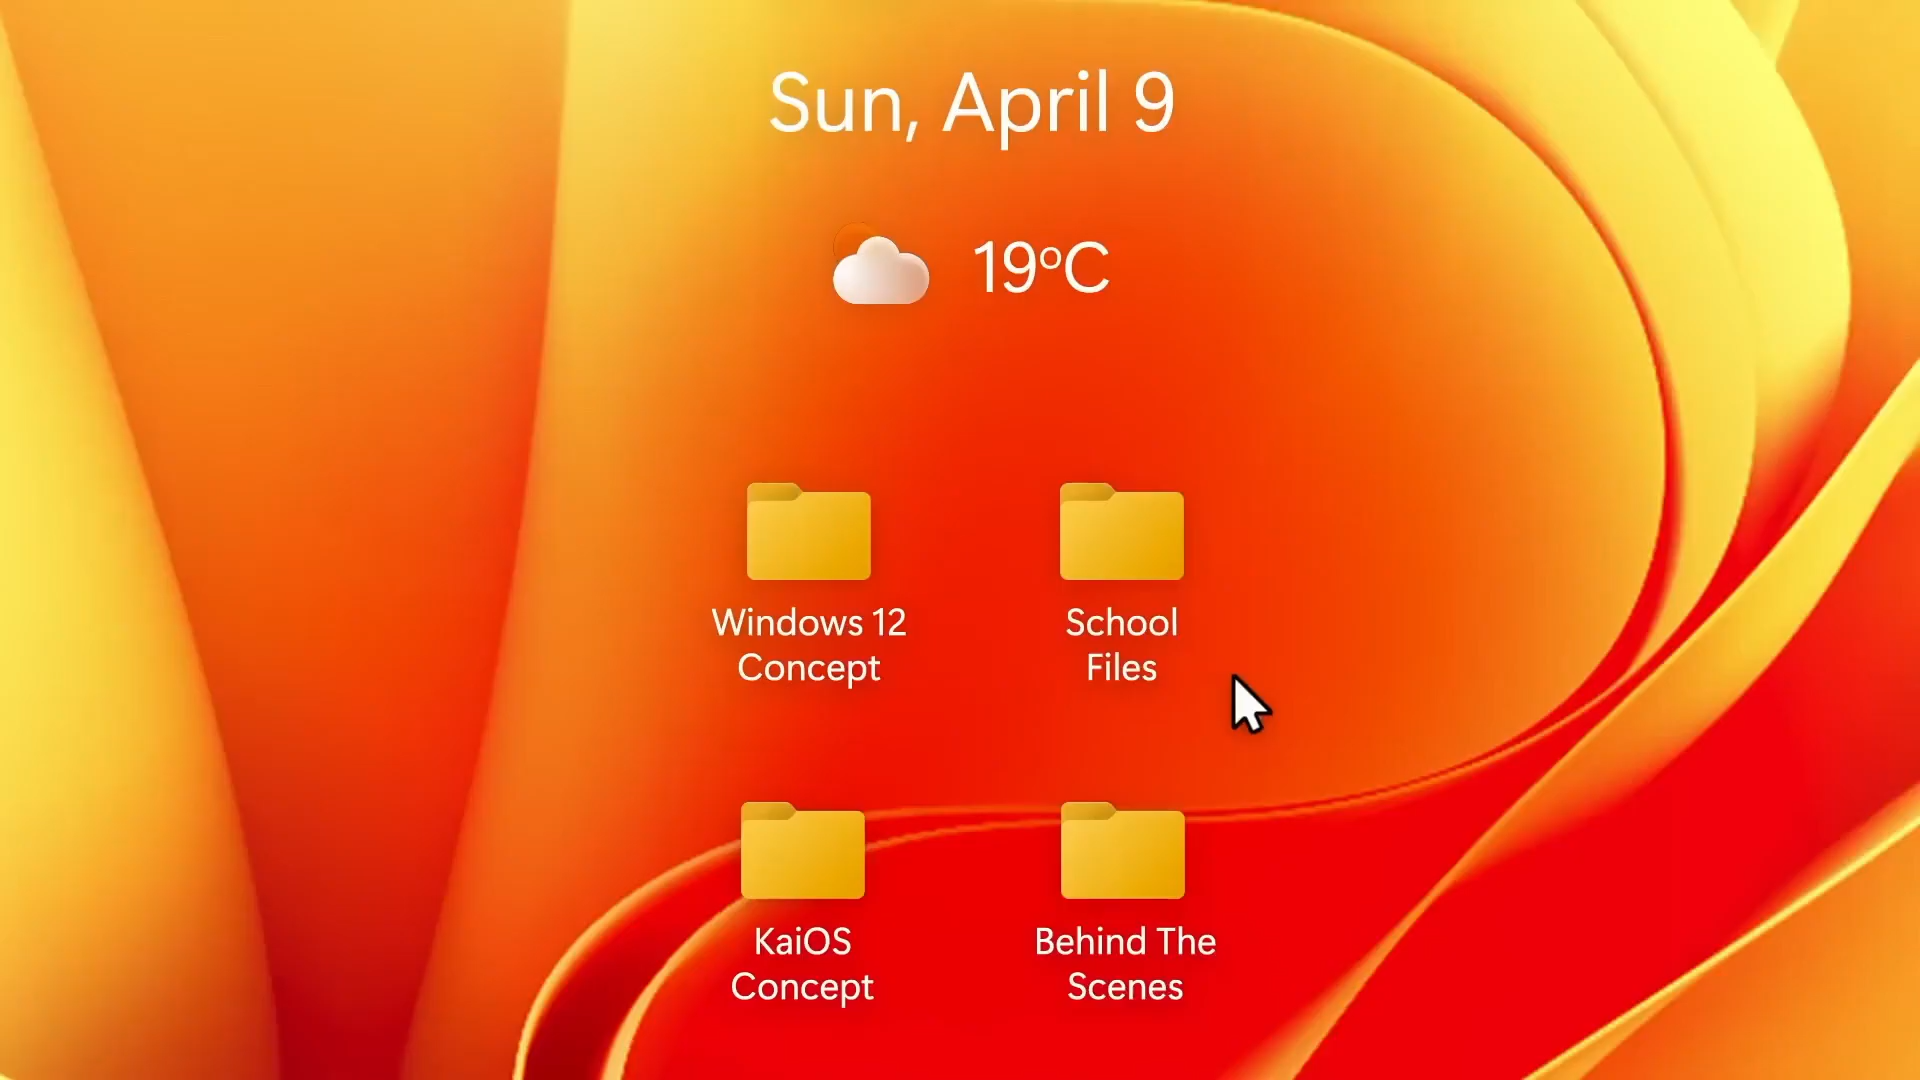 Sun, April 9
19°C
Windows 12
Concept
School
Files
KaiOS
Concept
Behind The
Scenes